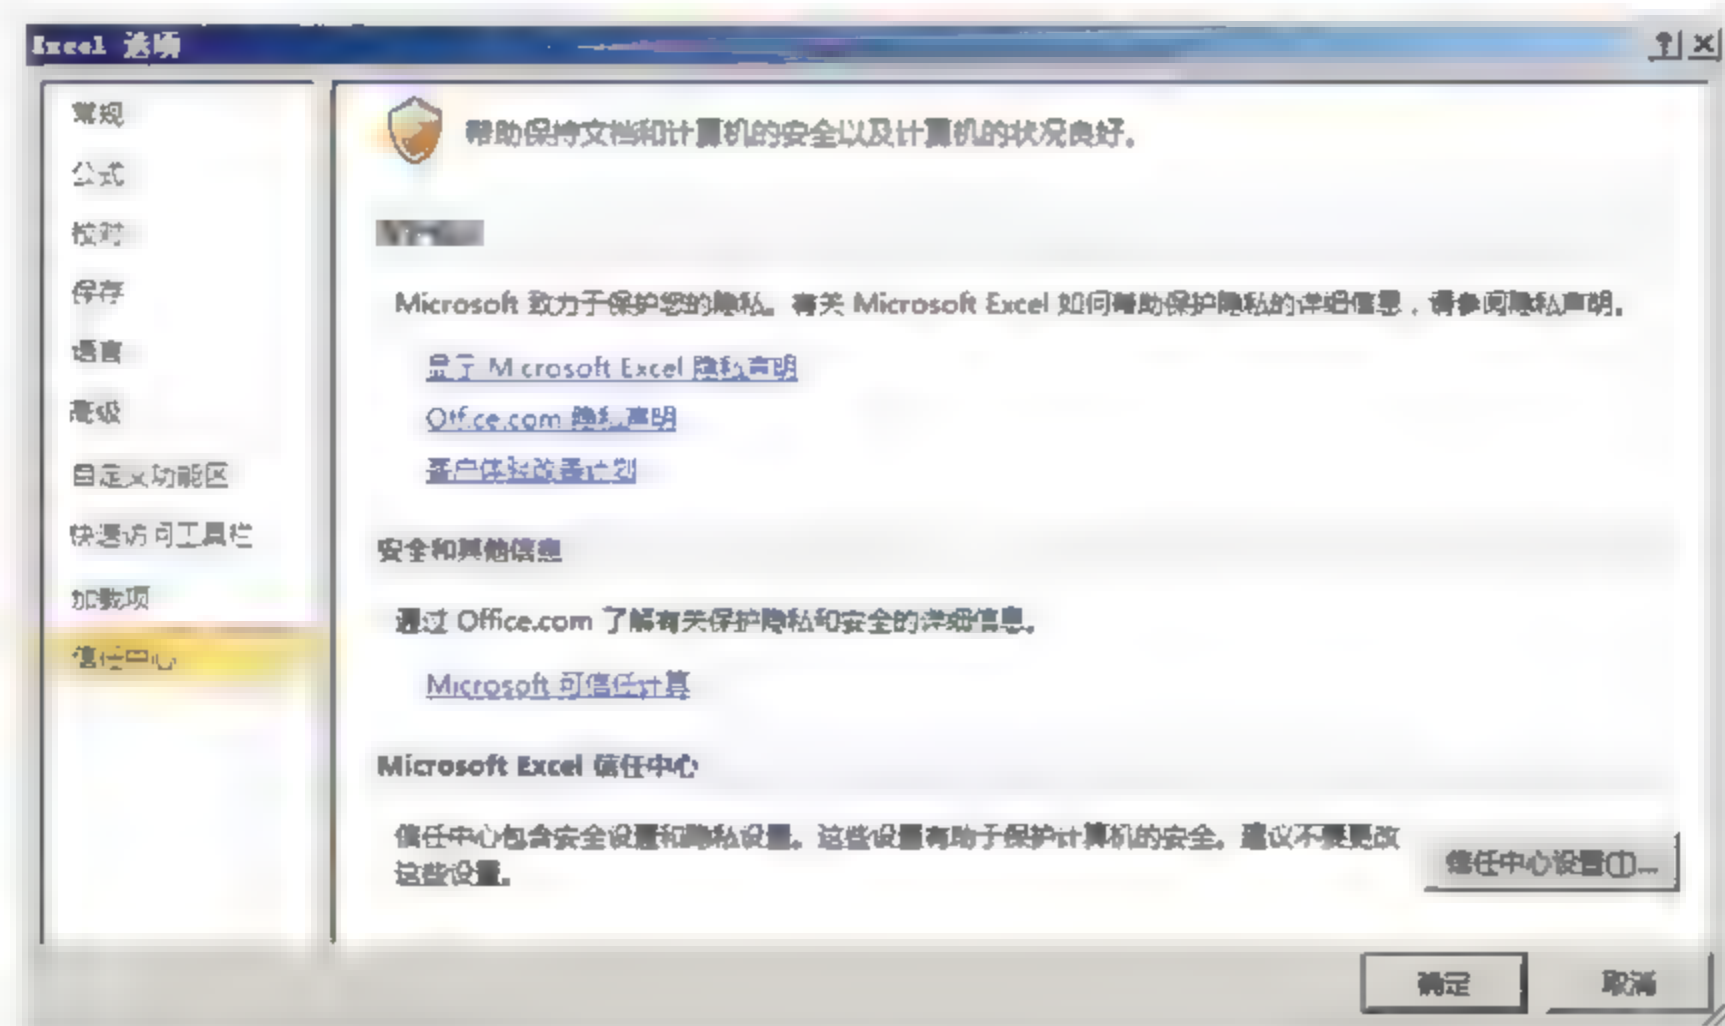 Excel 选项
常规
公式
校对
保存
语言
高级
自定义功能区
快速访问工具栏
加载项
信任中心
帮助保持文档和计算机的安全以及计算机的状况良好。
Microsoft 致力于保护您的隐私。有关 Microsoft Excel 如何帮助保护隐私的详细信息，请参阅隐私声明。
显示 Microsoft Excel 隐私声明
Office.com 隐私声明
客户体验改善计划
安全和其他信息
通过 Office.com 了解有关保护隐私和安全的详细信息。
Microsoft 可信任计算
Microsoft Excel 信任中心
信任中心包含安全设置和隐私设置。这些设置有助于保护计算机的安全。建议不要更改
这些设置。
信任中心设置(T)...
确定
取消